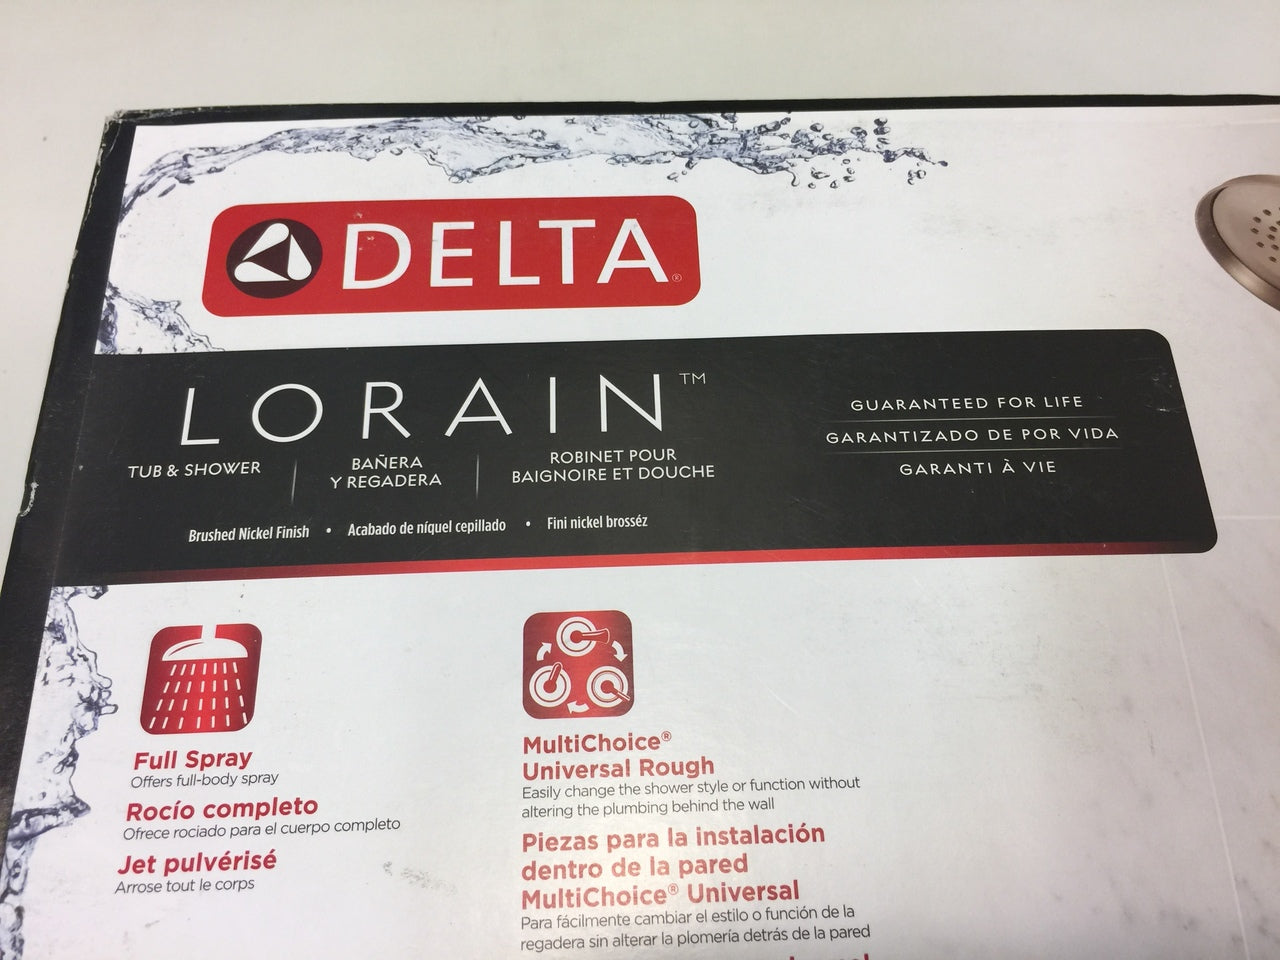 DELTA®
LORAIN™
TUB & SHOWER
BAÑERA
Y REGADERA
ROBINET POUR
BAIGNOIRE ET DOUCHE
GUARANTEED FOR LIFE
GARANTIZADO DE POR VIDA
GARANTI À VIE
Brushed Nickel Finish • Acabado de níquel cepillado • Fini nickel brosséz
Full Spray
Offers full-body spray
Rocío completo
Ofrece rociado para el cuerpo completo
Jet pulvérisé
Arrose tout le corps
MultiChoice®
Universal Rough
Easily change the shower style or function without
altering the plumbing behind the wall
Piezas para la instalación
dentro de la pared
MultiChoice® Universal
Para fácilmente cambiar el estilo o función de la
regadera sin alterar la plomería detrás de la pared